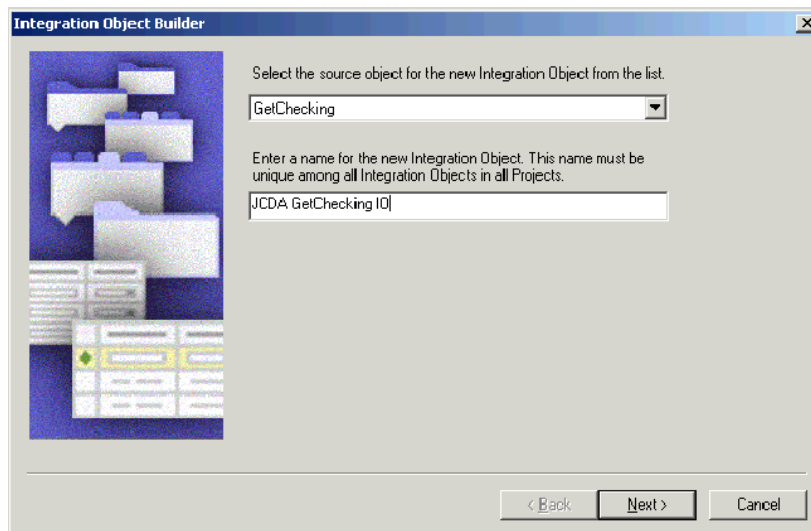 Integration Object Builder
Select the source object for the new Integration Object from the list.
GetChecking
Enter a name for the new Integration Object. This name must be
unique among all Integration Objects in all Projects.
JCDA GetChecking IO
< Back Next > Cancel